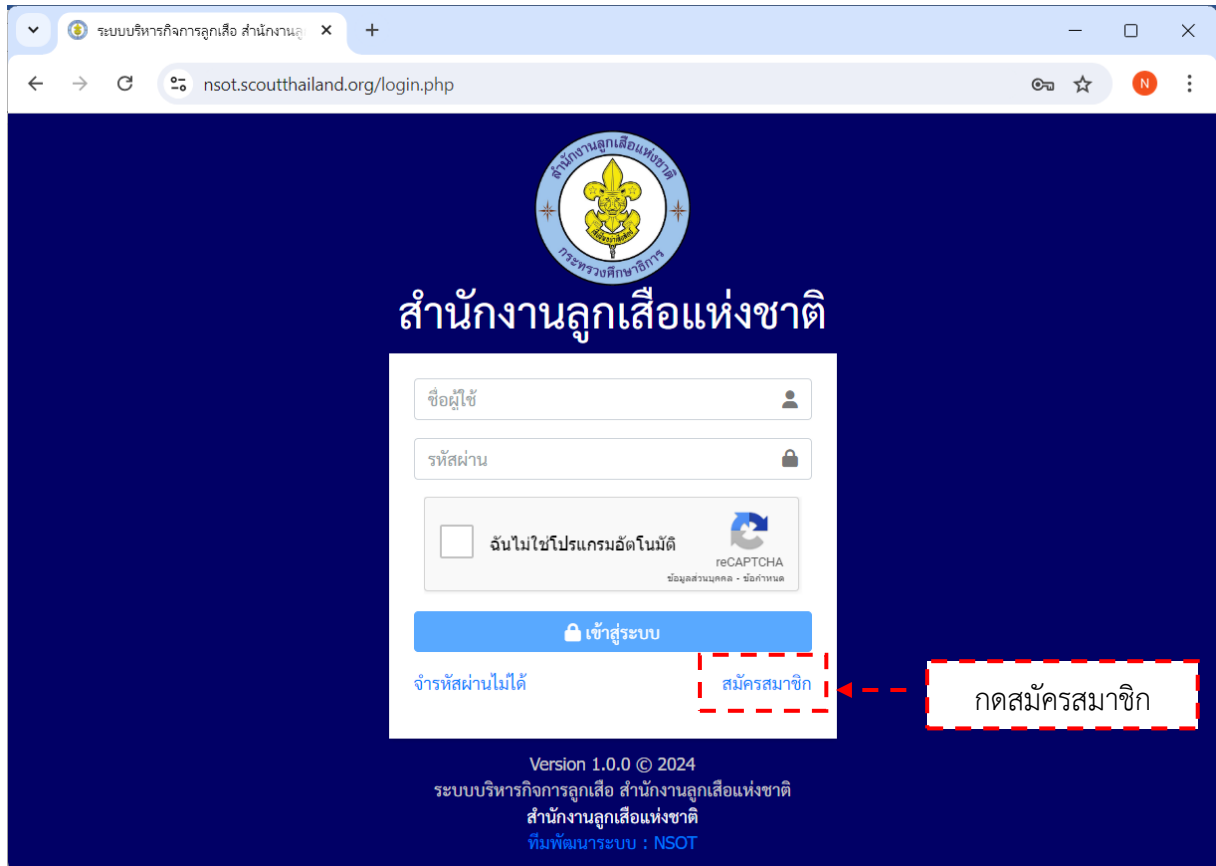 ระบบบริหารกิจการลูกเสือ สำนักงานลู
nsot.scoutthailand.org/login.php
N
สำนักงานลูกเสือแห่งชาติ
กระทรวงศึกษาธิการ
สำนักงานลูกเสือแห่งชาติ
ชื่อผู้ใช้
รหัสผ่าน
ฉันไม่ใช่โปรแกรมอัตโนมัติ
reCAPTCHA
ข้อมูลส่วนบุคคล - ข้อกำหนด
เข้าสู่ระบบ
จำรหัสผ่านไม่ได้
สมัครสมาชิก
กดสมัครสมาชิก
Version 1.0.0 © 2024
ระบบบริหารกิจการลูกเสือ สำนักงานลูกเสือแห่งชาติ
สำนักงานลูกเสือแห่งชาติ
ทีมพัฒนาระบบ : NSOT